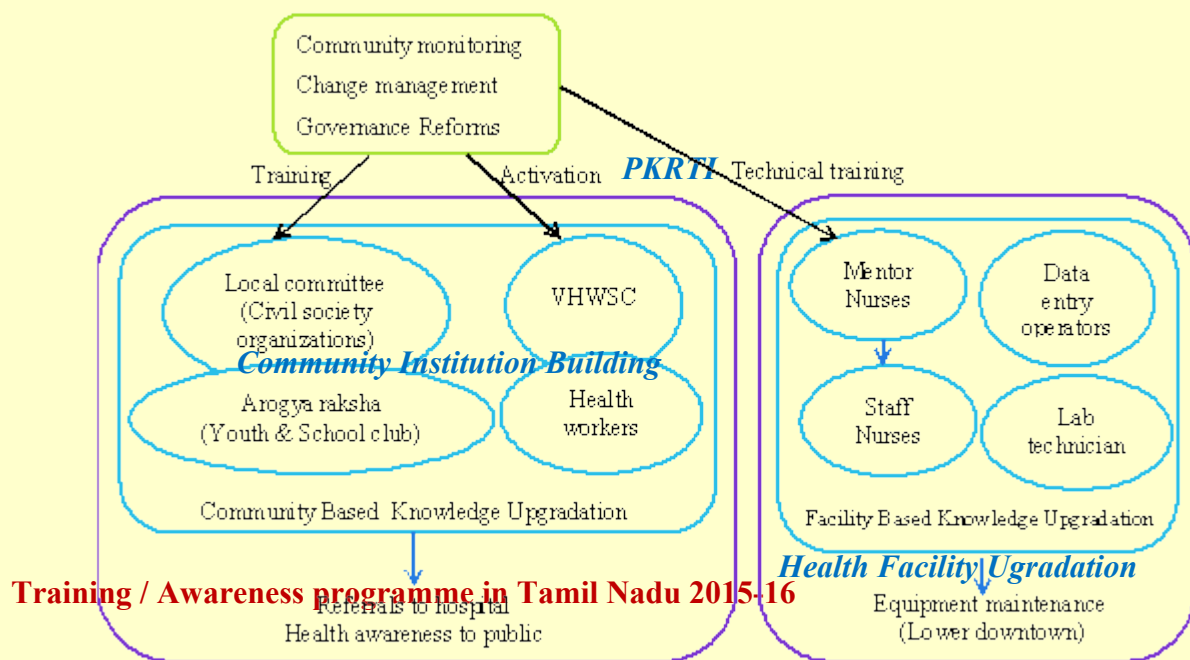 Community monitoring
Change management
Governance Reforms
Training
Activation
PKRTI
Technical training
Local committee
(Civil society
organizations)
VHWSC
Mentor
Nurses
Data
entry
operators
Community Institution Building
Arogya raksha
(Youth & School club)
Health
workers
Staff
Nurses
Lab
technician
Community Based Knowledge Upgradation
Facility Based Knowledge Upgradation
Health Facility Ugradation
Training / Awareness programme in Tamil Nadu 2015-16
Referrals to hospital
Health awareness to public
Equipment maintenance
(Lower downtown)